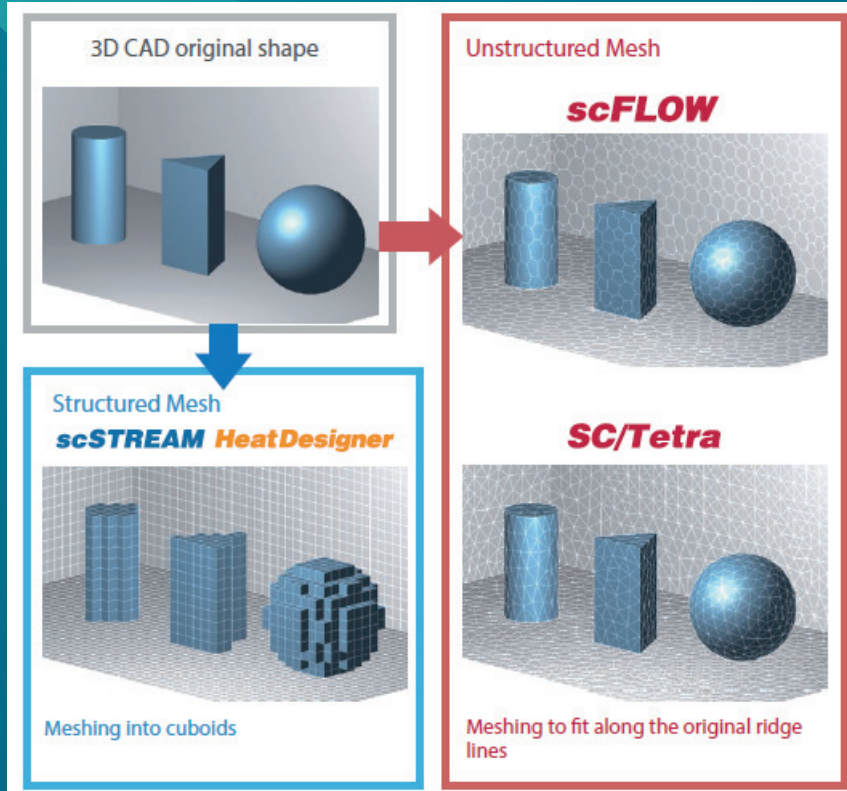 3D CAD original shape
Unstructured Mesh
scFLOW
Structured Mesh
scSTREAM HeatDesigner
SC/Tetra
Meshing into cuboids
Meshing to fit along the original ridge
lines